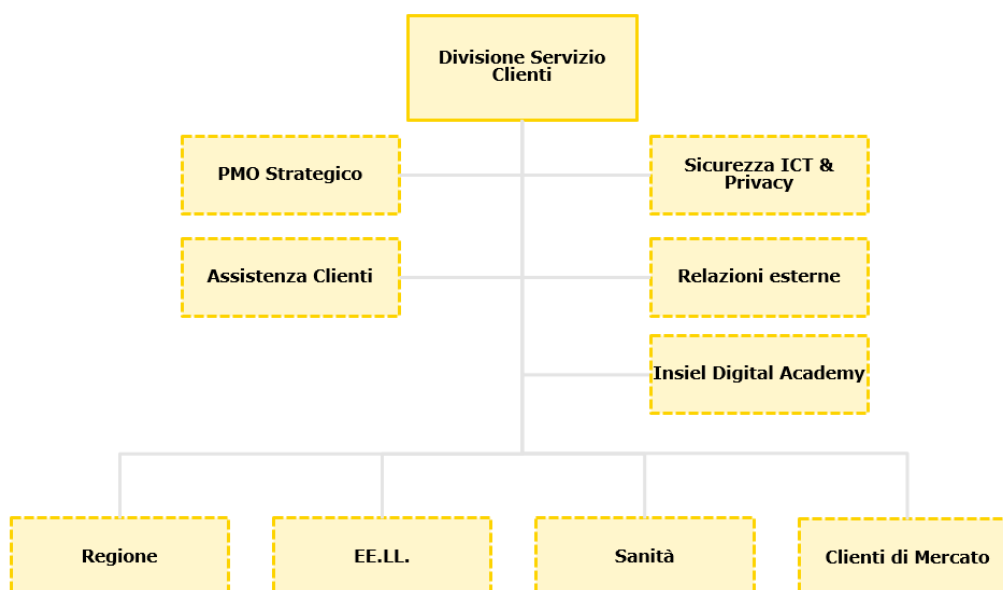 Divisione Servizio
Clienti
PMO Strategico
Sicurezza ICT &
Privacy
Assistenza Clienti
Relazioni esterne
Insiel Digital Academy
Regione
EE.LL.
Sanità
Clienti di Mercato